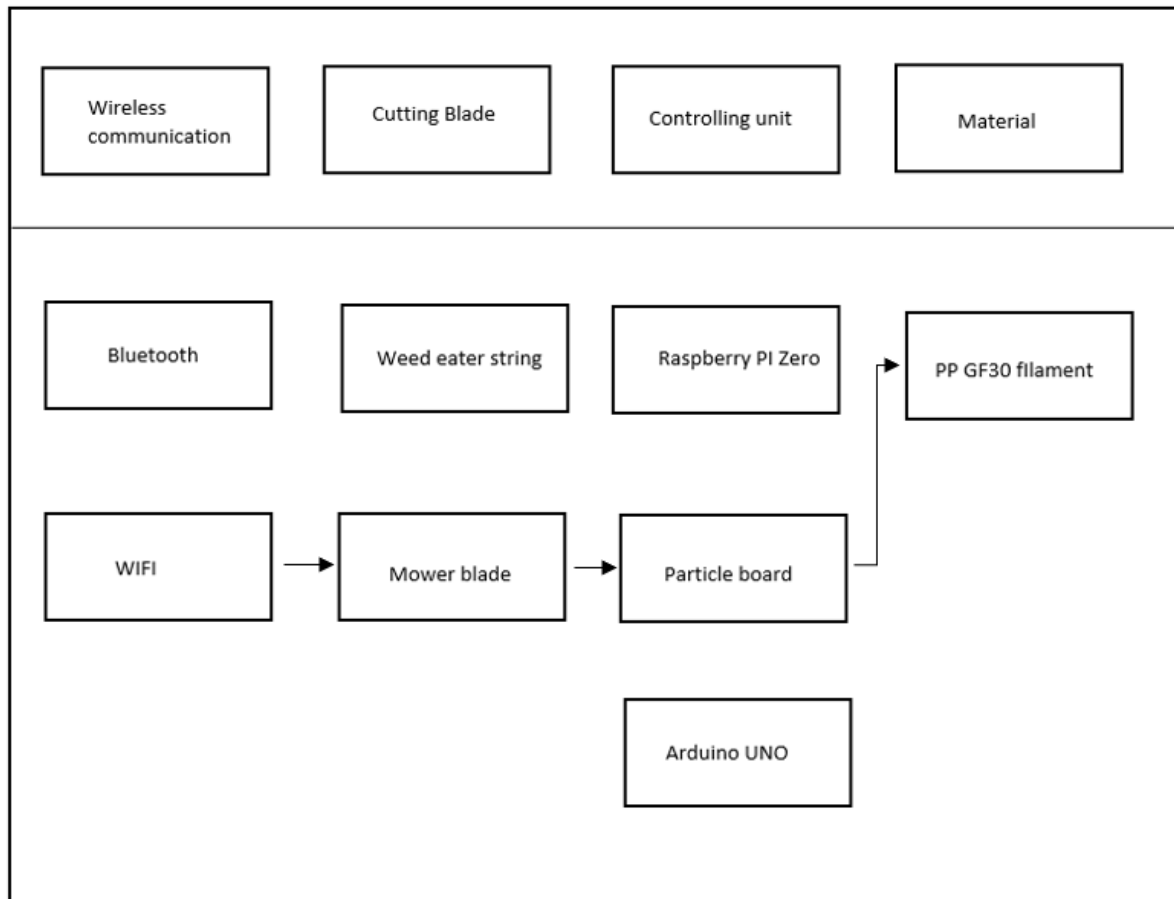 Wireless
communication
Cutting Blade
Controlling unit
Material
Bluetooth
Weed eater string
Raspberry PI Zero
PP GF30 fIlament
WIFI
Mower blade
Particle board
Arduino UNO